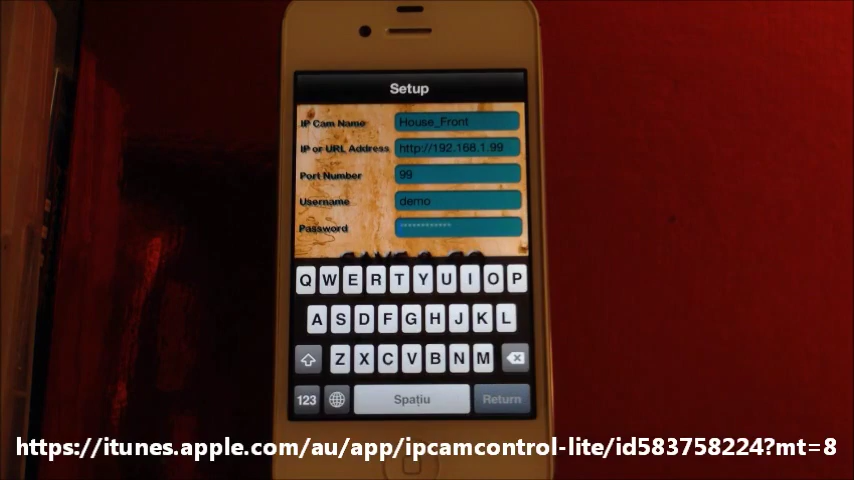 Setup
IP Cam Name House_Front
IP or URL Address http://192.168.1.99
Port Number 99
Username demo
Password
Q W E R T Y U I O P
A S D F G H J K L
Z X C V B N M
123 Spațiu Return
https://itunes.apple.com/au/app/ipcamcontrol-lite/id583758224?mt=8